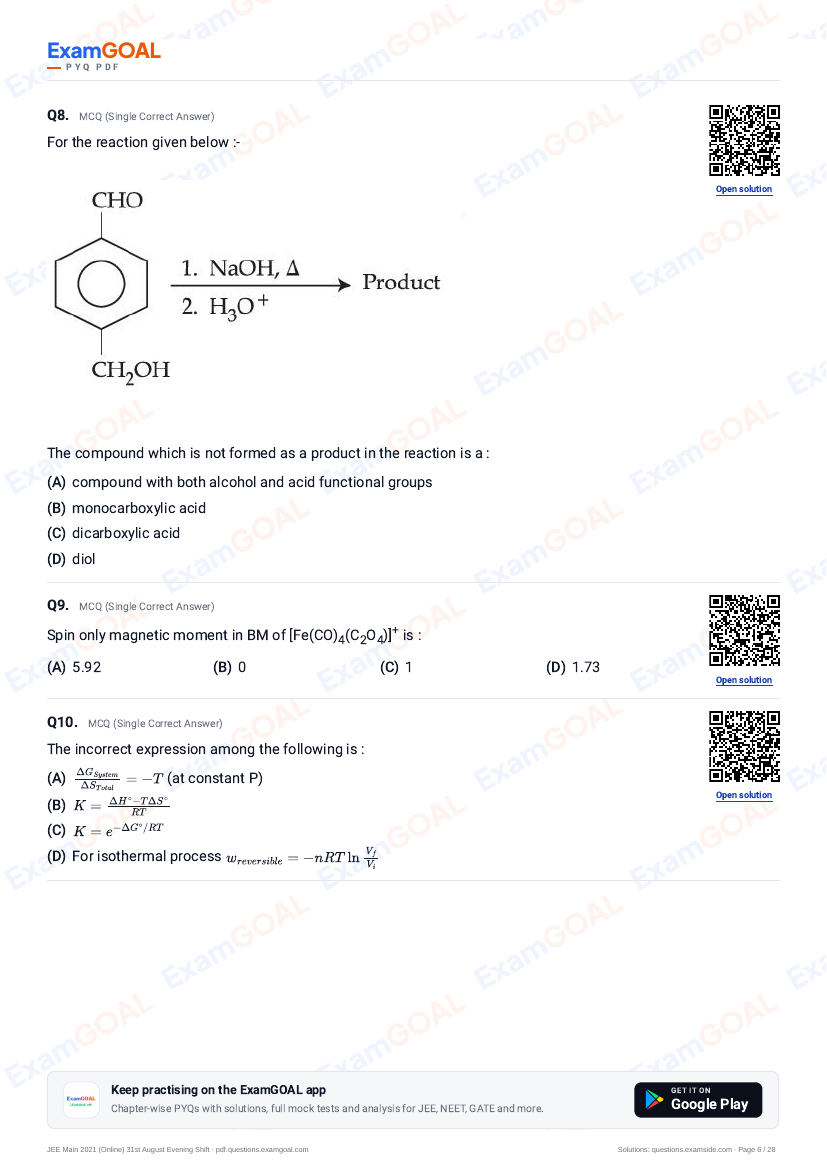 ExamGOAL
PYQ PDF
Q8. MCQ (Single Correct Answer)
For the reaction given below :-
Open solution
CHO
1. NaOH, Δ
2. H₃O⁺
Product
CH₂OH
The compound which is not formed as a product in the reaction is a :
(A) compound with both alcohol and acid functional groups
(B) monocarboxylic acid
(C) dicarboxylic acid
(D) diol
Q9. MCQ (Single Correct Answer)
Spin only magnetic moment in BM of [Fe(CO)₄(C₂O₄)]⁺ is :
(A) 5.92 (B) 0 (C) 1 (D) 1.73
Open solution
Q10. MCQ (Single Correct Answer)
The incorrect expression among the following is :
(A) ΔG_System/ΔS_Total = −T (at constant P)
(B) K = (ΔH° − TΔS°)/RT
(C) K = e^(−ΔG°/RT)
(D) For isothermal process w_reversible = −nRT ln V_f/V_i
Open solution
Keep practising on the ExamGOAL app
Chapter-wise PYQs with solutions, full mock tests and analysis for JEE, NEET, GATE and more.
GET IT ON
Google Play
JEE Main 2021 (Online) 31st August Evening Shift · pdf.questions.examgoal.com
Solutions: questions.examside.com · Page 6 / 28